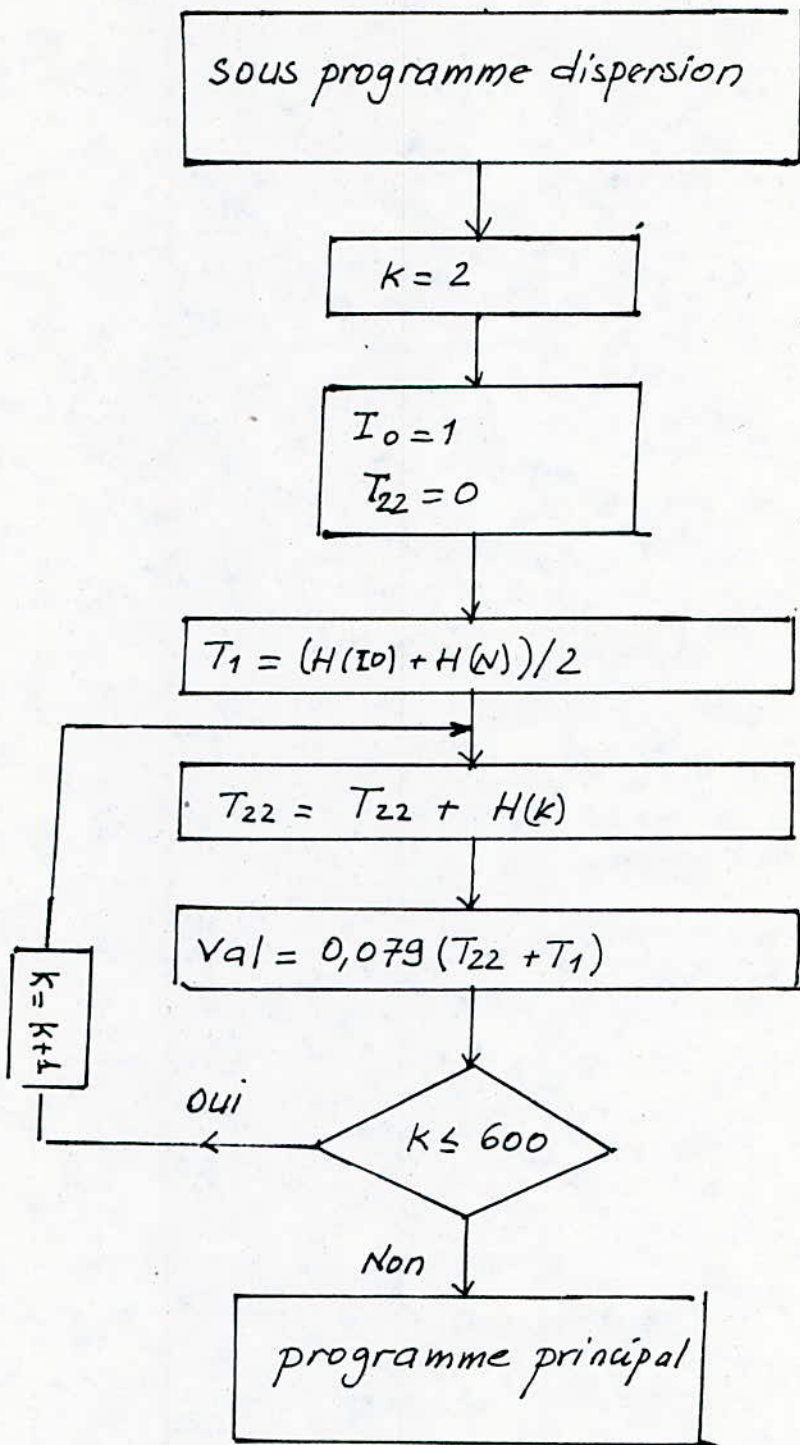 sous programme dispersion
K = 2
I0 = 1
T22 = 0
T1 = (H(I0) + H(N))/2
T22 = T22 + H(K)
Val = 0,079 (T22 + T1)
K = K+1
oui
K ≤ 600
Non
programme principal